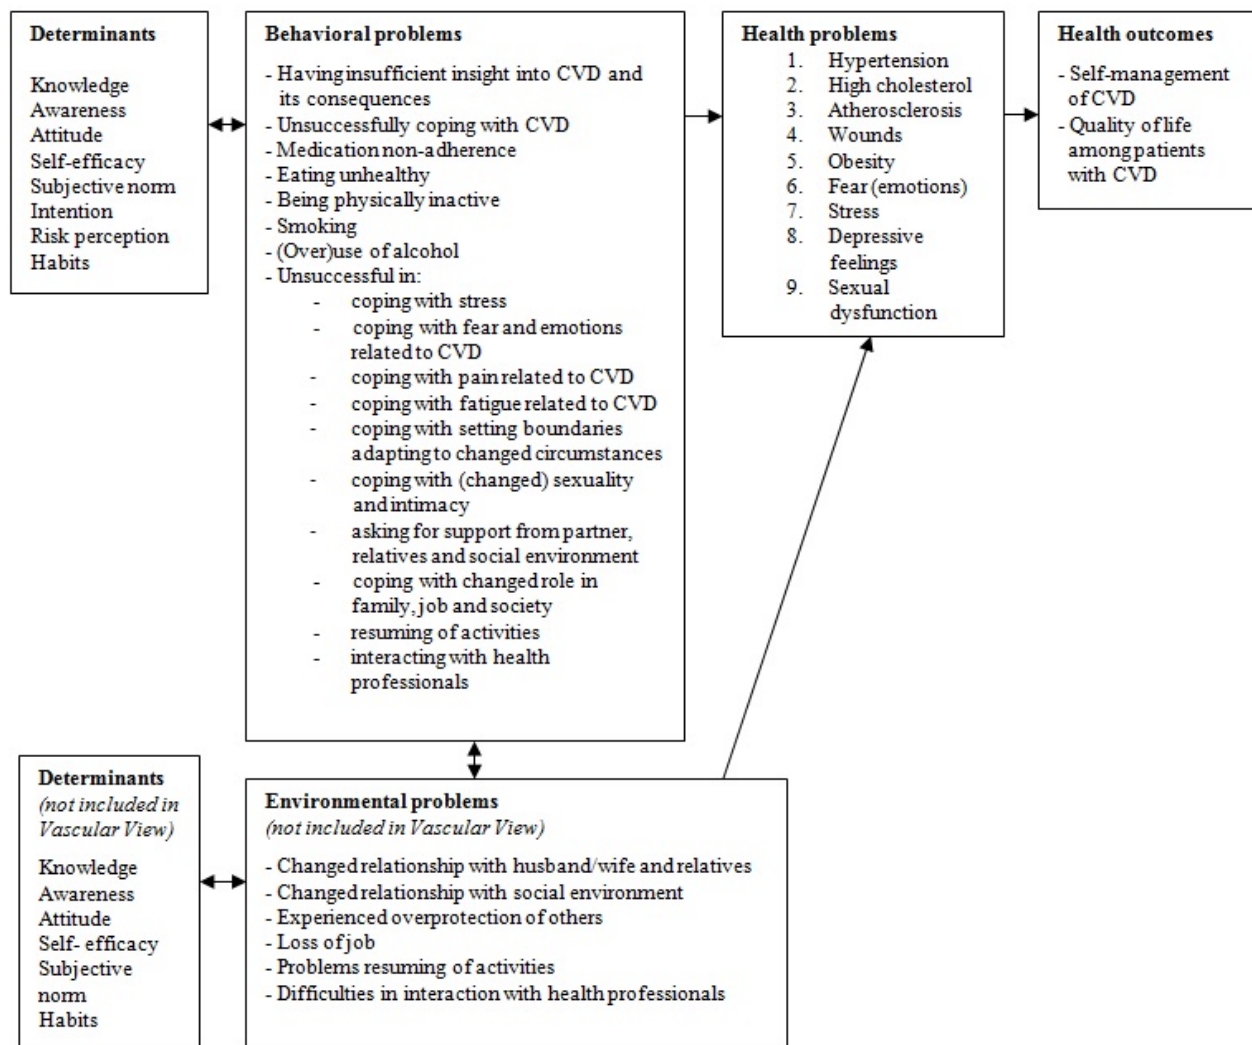 Determinants
Knowledge
Awareness
Attitude
Self-efficacy
Subjective norm
Intention
Risk perception
Habits
Behavioral problems
- Having insufficient insight into CVD and
its consequences
- Unsuccessfully coping with CVD
- Medication non-adherence
- Eating unhealthy
- Being physically inactive
- Smoking
- (Over)use of alcohol
- Unsuccessful in:
- coping with stress
- coping with fear and emotions
related to CVD
- coping with pain related to CVD
- coping with fatigue related to CVD
- coping with setting boundaries
adapting to changed circumstances
- coping with (changed) sexuality
and intimacy
- asking for support from partner,
relatives and social environment
- coping with changed role in
family, job and society
- resuming of activities
- interacting with health
professionals
Health problems
1. Hypertension
2. High cholesterol
3. Atherosclerosis
4. Wounds
5. Obesity
6. Fear (emotions)
7. Stress
8. Depressive
feelings
9. Sexual
dysfunction
Health outcomes
- Self-management
of CVD
- Quality of life
among patients
with CVD
Determinants
(not included in
Vascular View)
Knowledge
Awareness
Attitude
Self- efficacy
Subjective
norm
Habits
Environmental problems
(not included in Vascular View)
- Changed relationship with husband/wife and relatives
- Changed relationship with social environment
- Experienced overprotection of others
- Loss of job
- Problems resuming of activities
- Difficulties in interaction with health professionals